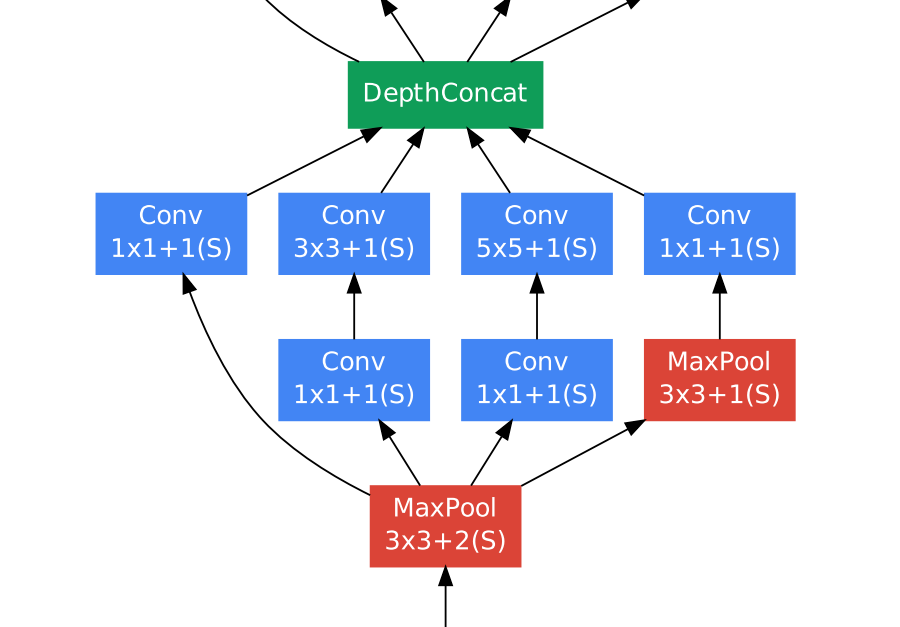 DepthConcat
Conv
1x1+1(S)
Conv
3x3+1(S)
Conv
5x5+1(S)
Conv
1x1+1(S)
Conv
1x1+1(S)
Conv
1x1+1(S)
MaxPool
3x3+1(S)
MaxPool
3x3+2(S)